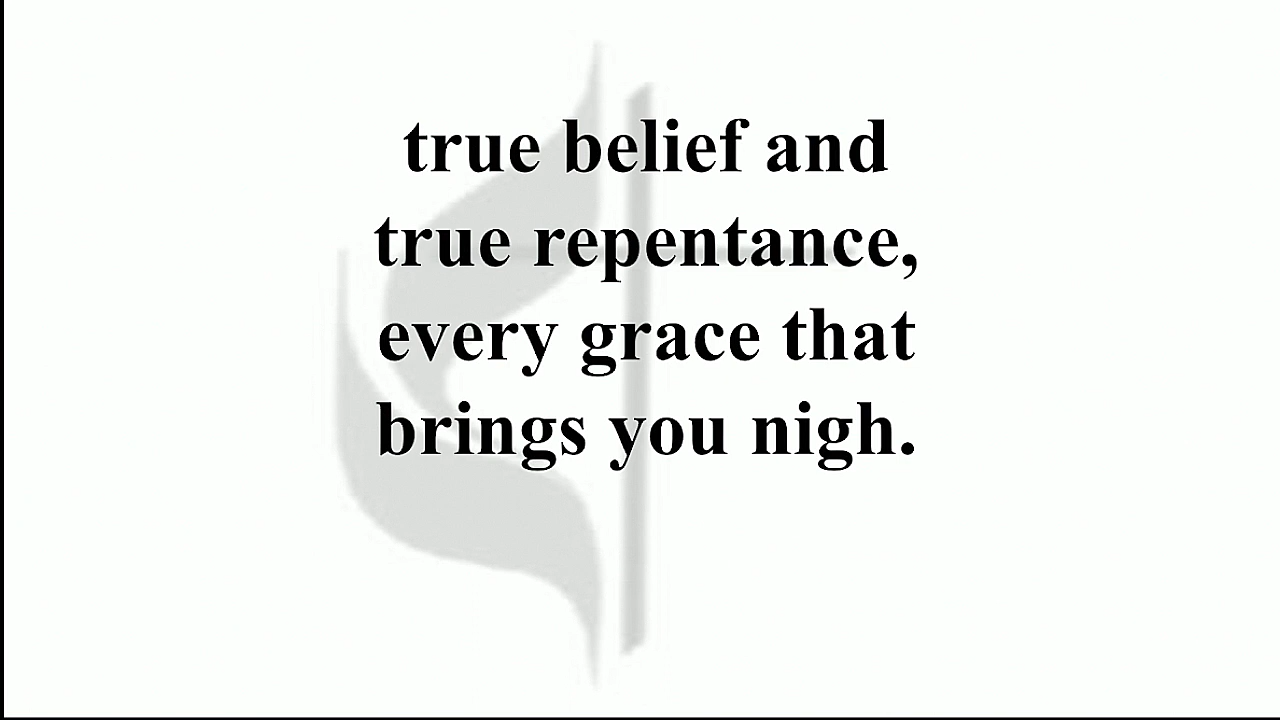 true belief and
true repentance,
every grace that
brings you nigh.